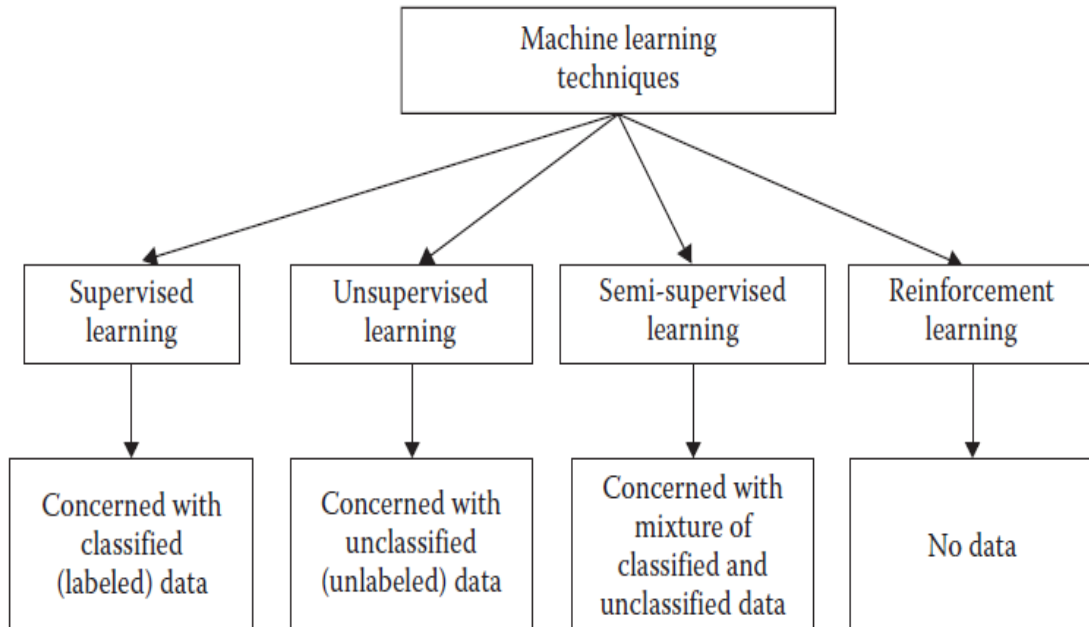 Machine learning
techniques
Supervised
learning
Unsupervised
learning
Semi-supervised
learning
Reinforcement
learning
Concerned with
classified
(labeled) data
Concerned with
unclassified
(unlabeled) data
Concerned with
mixture of
classified and
unclassified data
No data